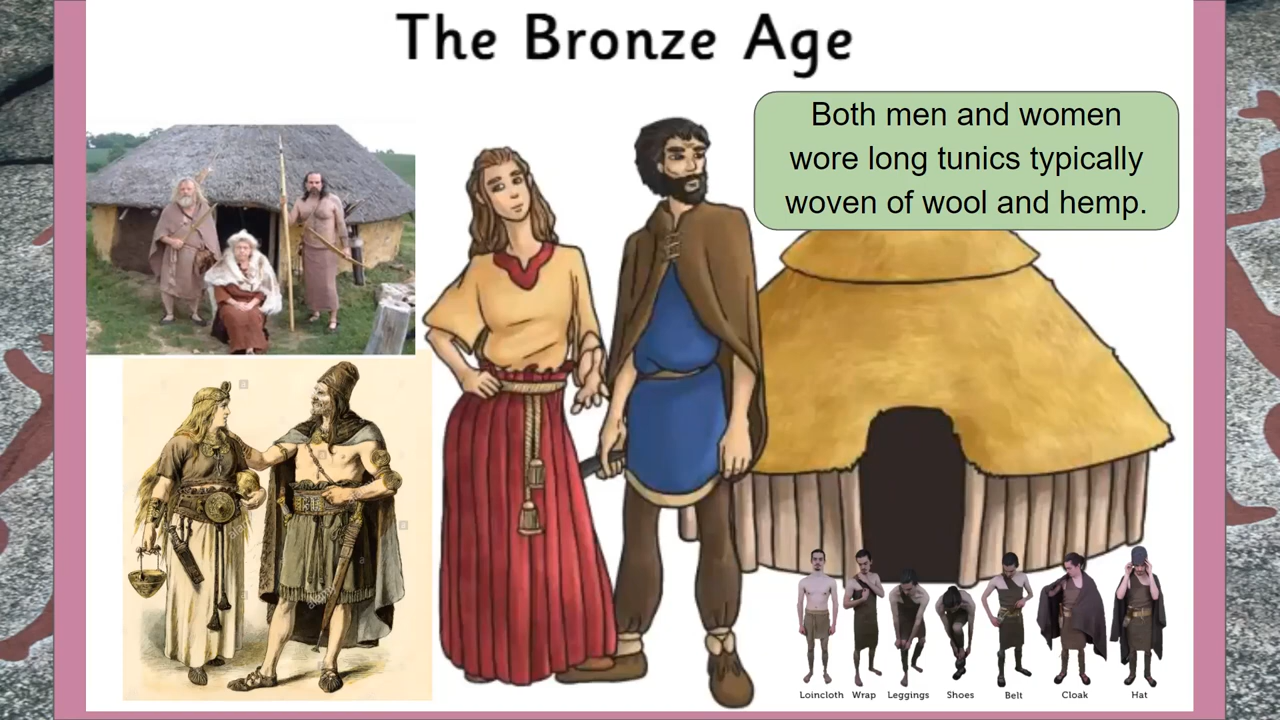 The Bronze Age
Both men and women
wore long tunics typically
woven of wool and hemp.
Loincloth Wrap Leggings Shoes Belt Cloak Hat